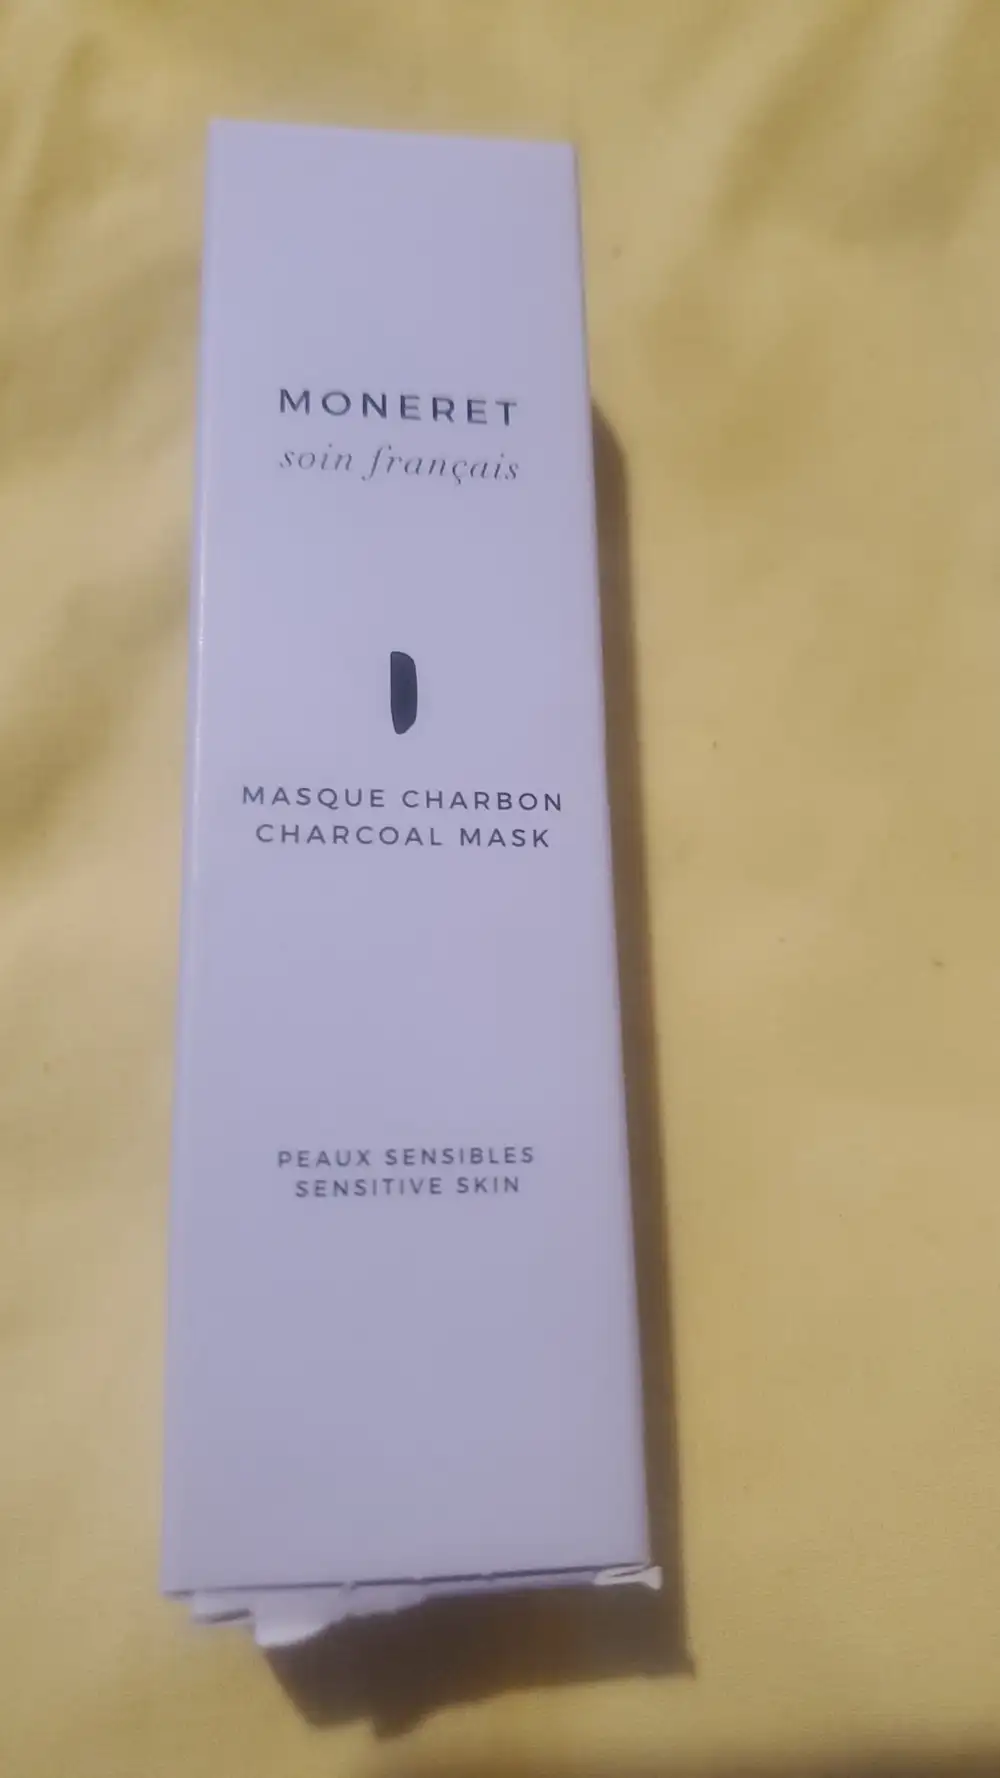 MONERET
soin français
MASQUE CHARBON
CHARCOAL MASK
PEAUX SENSIBLES
SENSITIVE SKIN